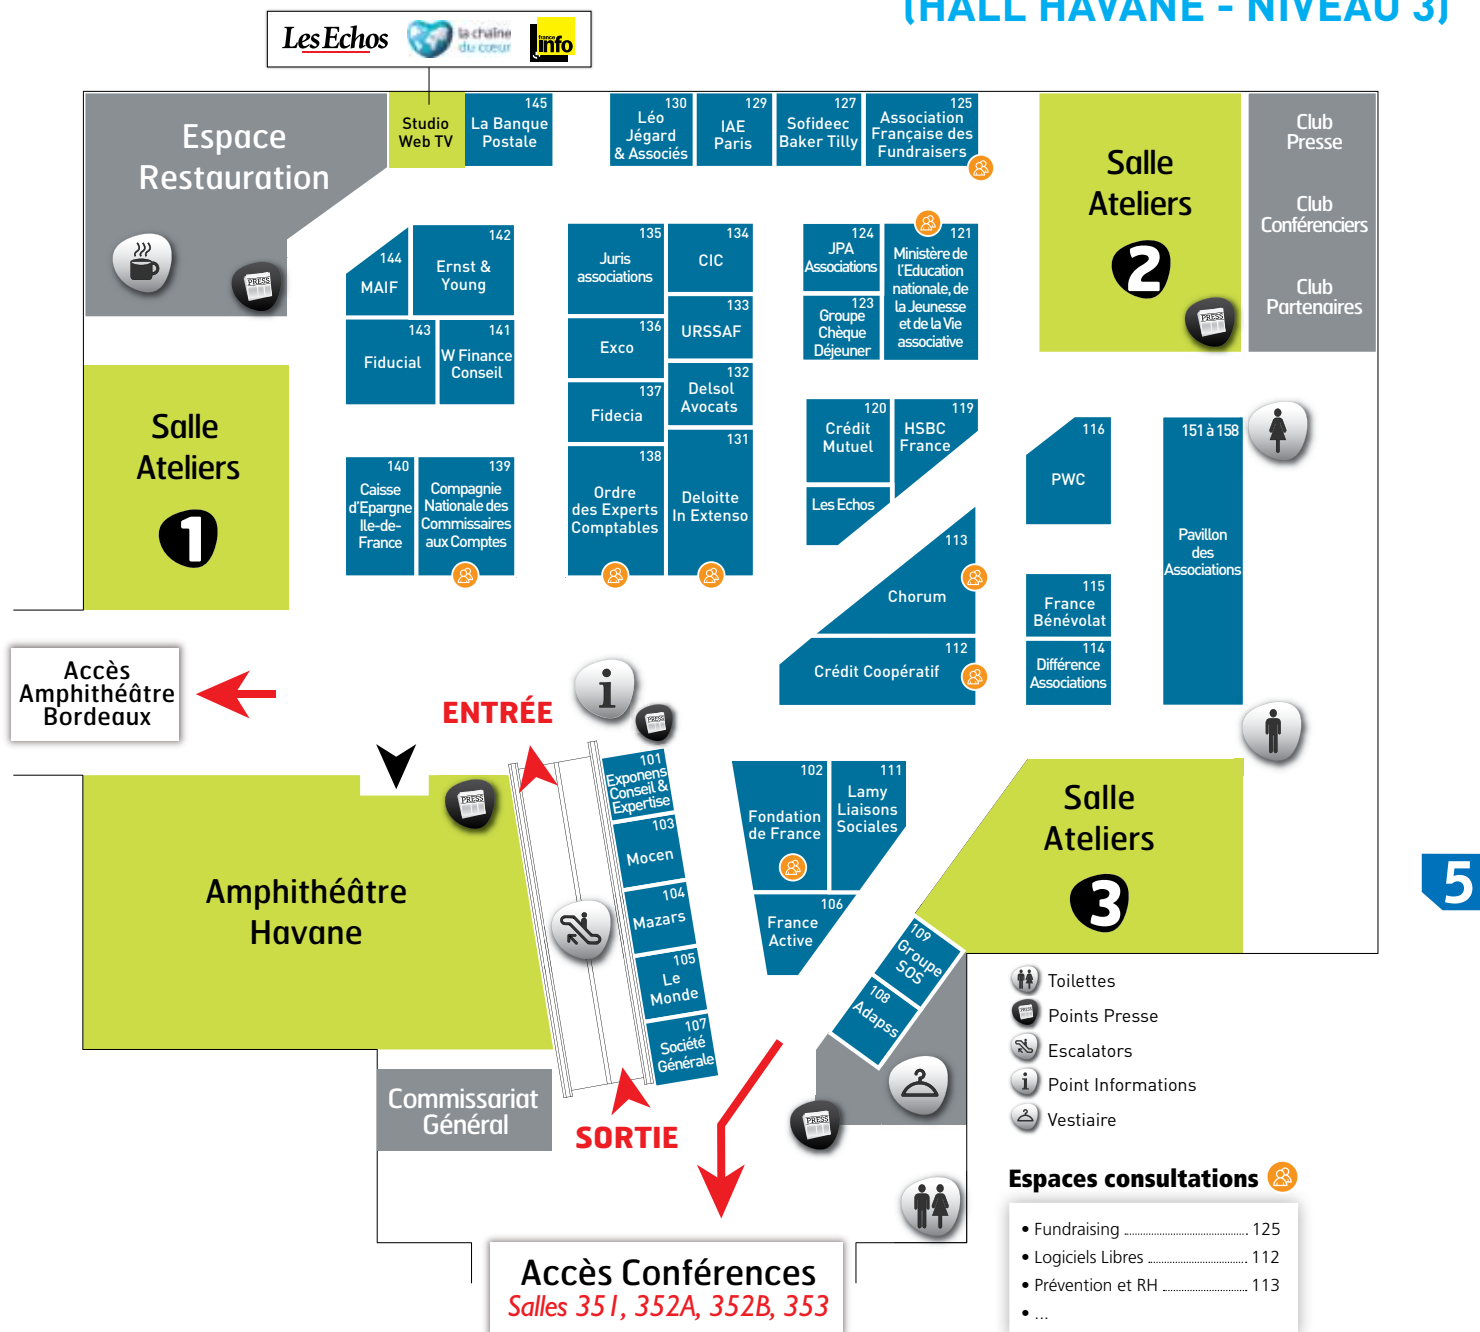 (HALL HAVANE - NIVEAU 3)
Les Echos
la chaîne
du cœur
france
info
Espace
Restauration
Studio
Web TV
145
La Banque
Postale
130
Léo
Jégard
& Associés
129
IAE
Paris
127
Sofideec
Baker Tilly
125
Association
Française des
Fundraisers
Salle
Ateliers
2
Club
Presse
Club
Conférenciers
Club
Partenaires
PRESS
144
MAIF
142
Ernst &
Young
143
Fiducial
141
W Finance
Conseil
135
Juris
associations
134
CIC
133
URSSAF
136
Exco
132
Delsol
Avocats
137
Fidecia
131
Deloitte
In Extenso
138
Ordre
des Experts
Comptables
124
JPA
Associations
123
Groupe
Chèque
Déjeuner
121
Ministère de
l'Education
nationale, de
la Jeunesse
et de la Vie
associative
PRESS
Salle
Ateliers
1
140
Caisse
d'Epargne
Ile-de-
France
139
Compagnie
Nationale des
Commissaires
aux Comptes
120
Crédit
Mutuel
119
HSBC
France
Les Echos
116
PWC
151 à 158
Pavillon
des
Associations
113
Chorum
112
Crédit Coopératif
115
France
Bénévolat
114
Différence
Associations
Accès
Amphithéâtre
Bordeaux
ENTRÉE
i
PRESS
101
Exponens
Conseil &
Expertise
103
Mocen
104
Mazars
105
Le
Monde
107
Société
Générale
102
Fondation
de France
111
Lamy
Liaisons
Sociales
106
France
Active
Salle
Ateliers
3
109
Groupe
SOS
108
Adapss
PRESS
Amphithéâtre
Havane
5
Commissariat
Général
SORTIE
PRESS
Toilettes
Points Presse
Escalators
i
Point Informations
Vestiaire
Accès Conférences
Salles 351, 352A, 352B, 353
Espaces consultations
• Fundraising ........ 125
• Logiciels Libres ........ 112
• Prévention et RH ........ 113
• ...